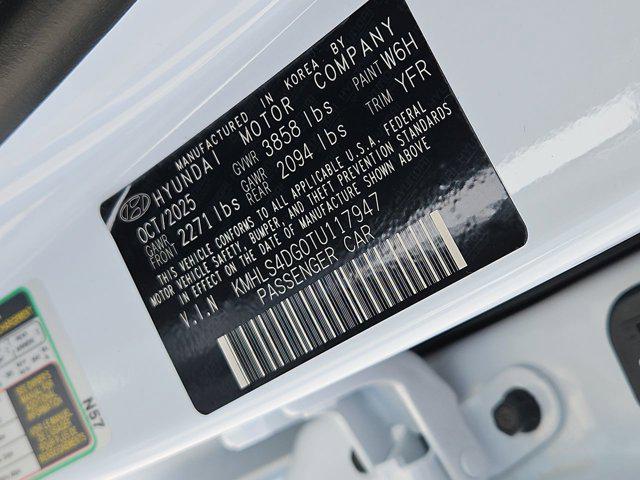 MANUFACTURED IN KOREA BY
HYUNDAI MOTOR COMPANY
OCT/2025 GVWR 3858 lbs PAINT W6H
GAWR FRONT 2271 lbs GAWR REAR 2094 lbs TRIM YFR
THIS VEHICLE CONFORMS TO ALL APPLICABLE U.S.A. FEDERAL
MOTOR VEHICLE SAFETY, BUMPER, AND THEFT PREVENTION STANDARDS
IN EFFECT ON THE DATE OF MANUFACTURE SHOWN ABOVE
V.I.N KMHLS4DG0TU117947
PASSENGER CAR
N57